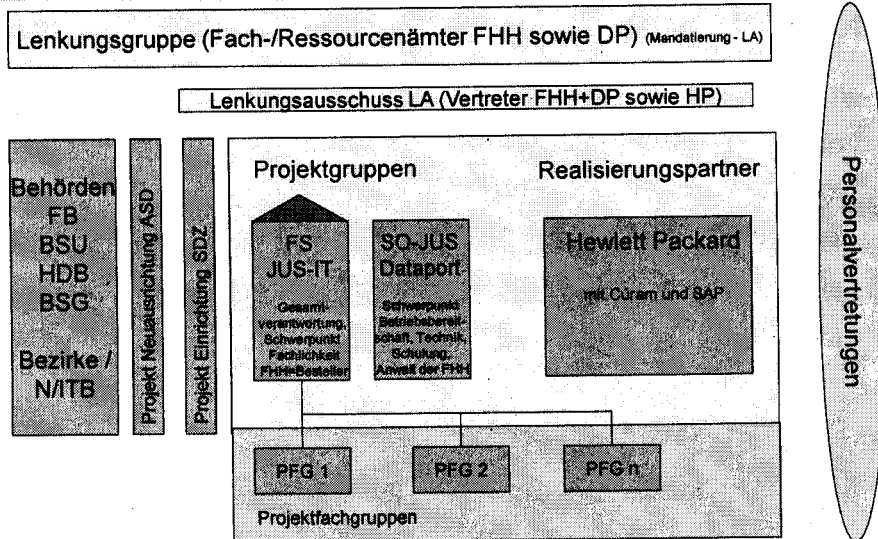 Lenkungsgruppe (Fach-/Ressourcenämter FHH sowie DP) (Mandatierung - LA)
Lenkungsausschuss LA (Vertreter FHH+DP sowie HP)
Behörden
FB
BSU
HDB
BSG
Bezirke /
N/ITB
Projekt Neuausrichtung ASD
Projekt Einrichtung SDZ
Projektgruppen
FS
JUS-IT
Gesamt-
verantwortung,
Schwerpunkt
Fachlichkeit
FHH=Besteller
SO-JUS
Dataport
Schwerpunkt
Betriebsbereit-
schaft, Technik,
Schulung,
Anwalt der FHH
Realisierungspartner
Hewlett Packard
mit Cúram und SAP
PFG 1
PFG 2
PFG n
Projektfachgruppen
Personalvertretungen